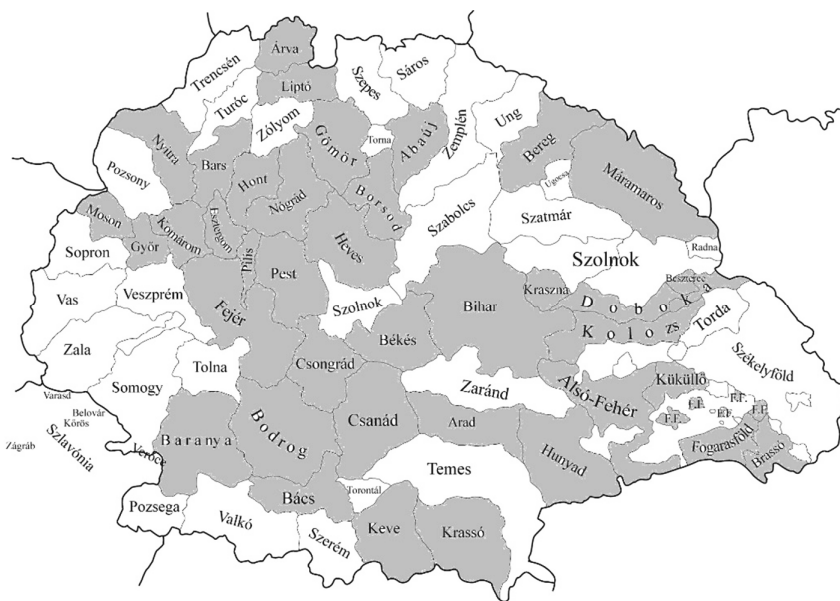 Árva
Trencsén
Liptó
Szepes
Sáros
Turóc
Zólyom
Torna
Zemplén
Ung
Nyitra
Bars
Gömör
Abaúj
Bereg
Pozsony
Hont
Borsod
Ugocsa
Máramaros
Nógrád
Moson
Komárom
Esztergom
Szabolcs
Szatmár
Győr
Pilis
Heves
Sopron
Pest
Szolnok
Radna
Vas
Veszprém
Fejér
Szolnok
Bihar
Kraszna
Beszterce
Doboka
Kolozs
Torda
Békés
Zala
Tolna
Csongrád
Székelyföld
Somogy
Zaránd
Alsó-Fehér
Küküllő
Varasd
Belovár
Körös
Zágráb
Szlavónia
Verőce
Baranya
Bodrog
Csanád
Arad
F.F.
F.F.
F.F.
F.F.
F.F.
Hunyad
Fogarasföld
Brassó
Temes
Pozsega
Valkó
Bács
Torontál
Szerém
Keve
Krassó